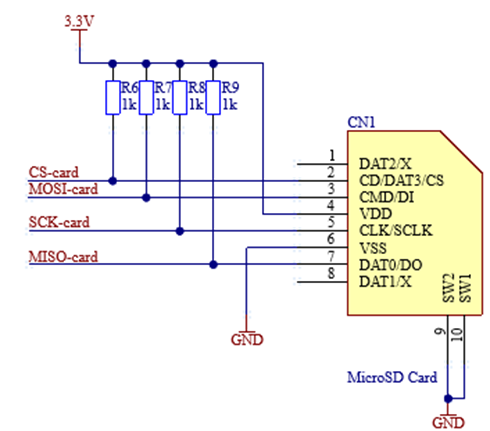 3.3V
R6 R7 R8 R9
1k 1k 1k 1k
CN1
1 DAT2/X
CS-card 2 CD/DAT3/CS
MOSI-card 3 CMD/DI
4 VDD
SCK-card 5 CLK/SCLK
6 VSS
MISO-card 7 DAT0/DO
8 DAT1/X
SW2 SW1
9 10
GND
MicroSD Card
GND